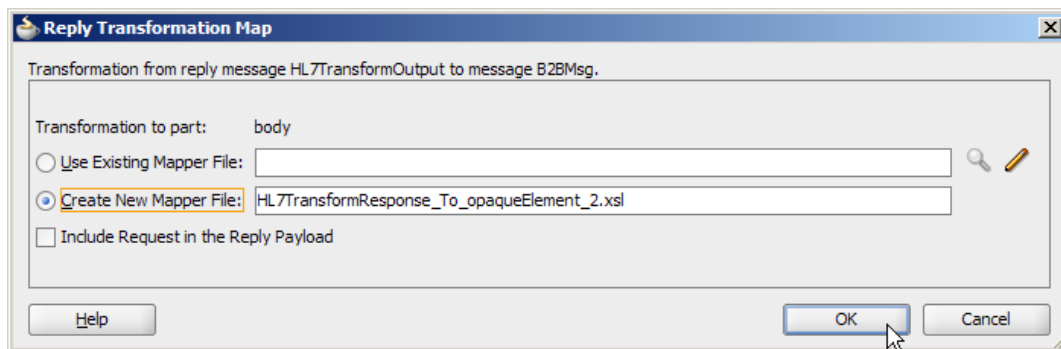 Reply Transformation Map
Transformation from reply message HL7TransformOutput to message B2BMsg.
Transformation to part: body
Use Existing Mapper File:
Create New Mapper File: HL7TransformResponse_To_opaqueElement_2.xsl
Include Request in the Reply Payload
Help OK Cancel